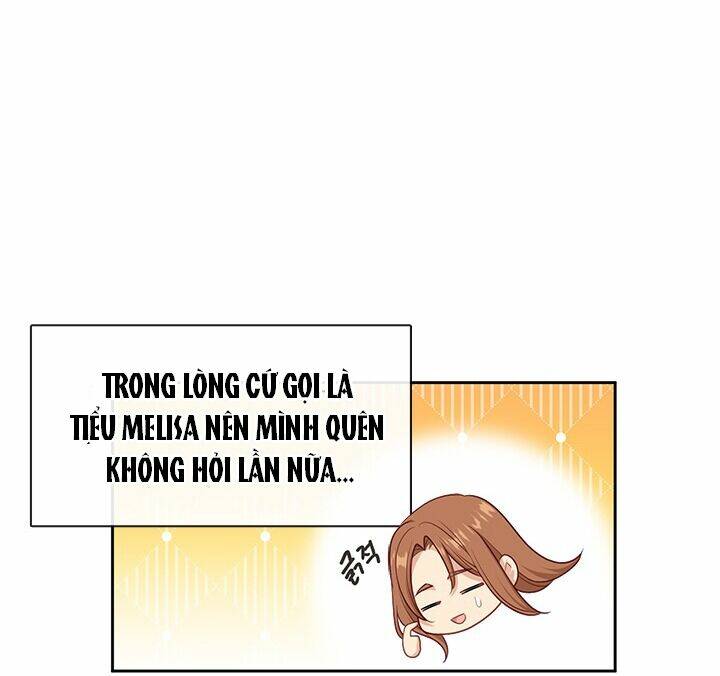 TRONG LÒNG CỨ GỌI LÀ
TIỂU MELISA NÊN MÌNH QUÊN
KHÔNG HỎI LẦN NỮA...
긁적